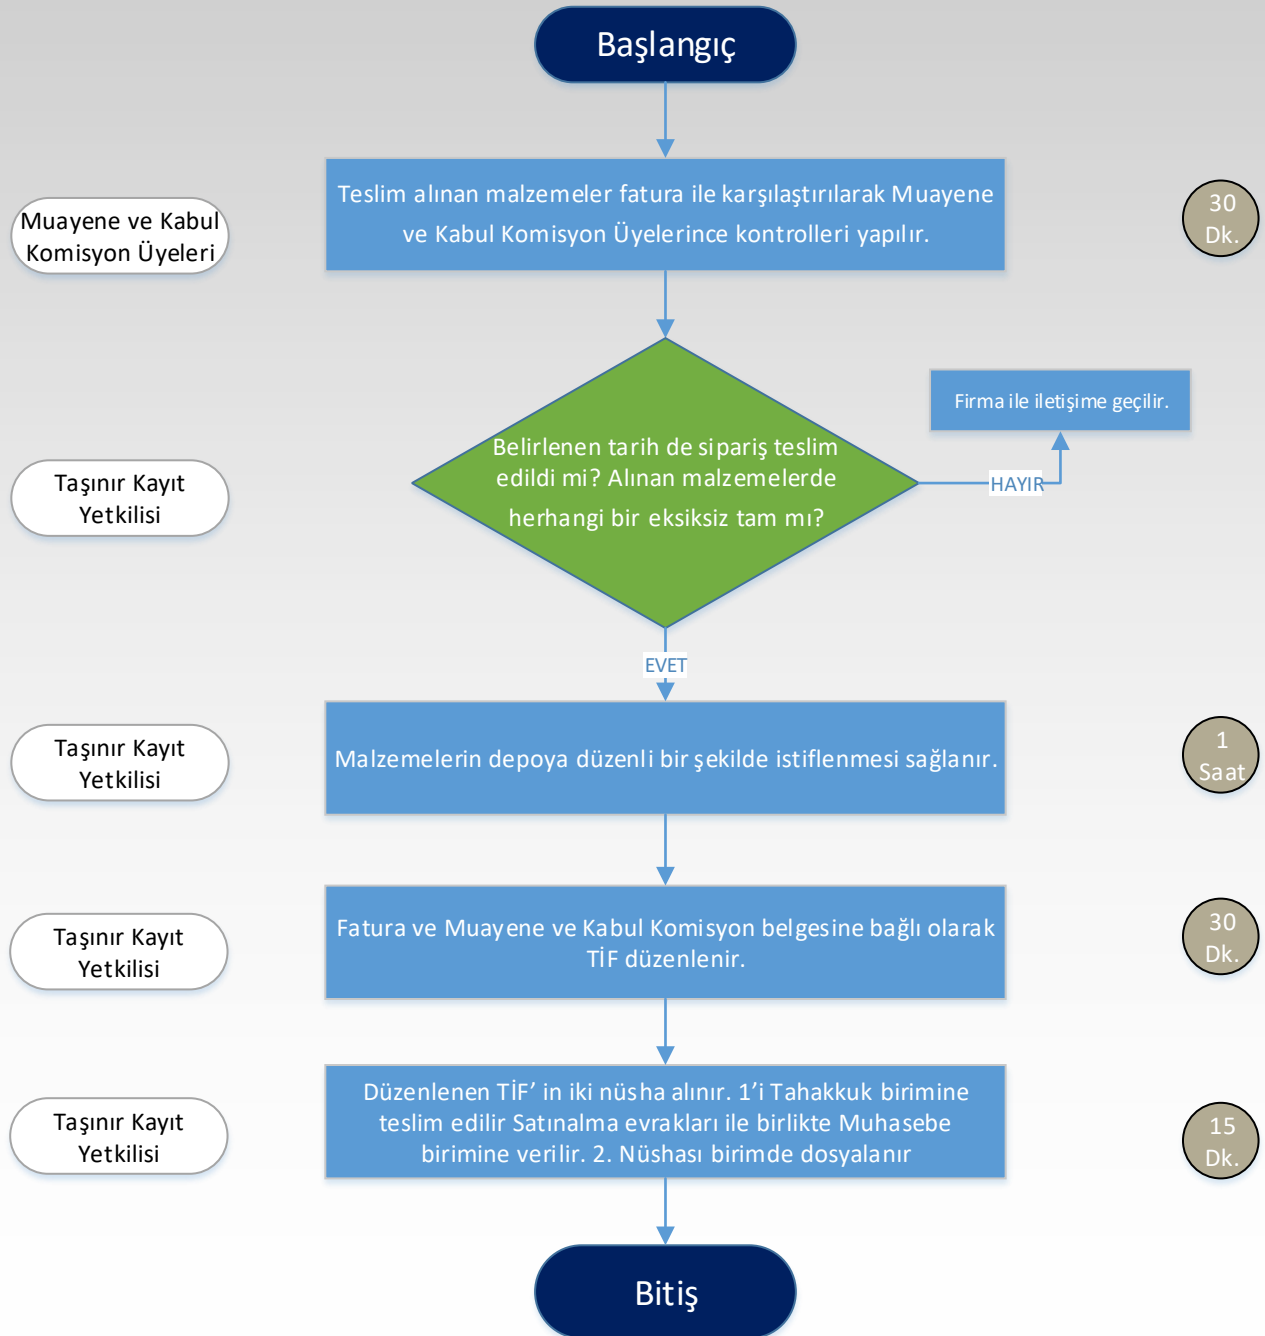 Başlangıç
Muayene ve Kabul
Komisyon Üyeleri
Teslim alınan malzemeler fatura ile karşılaştırılarak Muayene
ve Kabul Komisyon Üyelerince kontrolleri yapılır.
30
Dk.
Taşınır Kayıt
Yetkilisi
Belirlenen tarih de sipariş teslim
edildi mi? Alınan malzemelerde
herhangi bir eksiksiz tam mı?
HAYIR
Firma ile iletişime geçilir.
EVET
Taşınır Kayıt
Yetkilisi
Malzemelerin depoya düzenli bir şekilde istiflenmesi sağlanır.
1
Saat
Taşınır Kayıt
Yetkilisi
Fatura ve Muayene ve Kabul Komisyon belgesine bağlı olarak
TİF düzenlenir.
30
Dk.
Taşınır Kayıt
Yetkilisi
Düzenlenen TİF’ in iki nüsha alınır. 1’i Tahakkuk birimine
teslim edilir Satınalma evrakları ile birlikte Muhasebe
birimine verilir. 2. Nüshası birimde dosyalanır
15
Dk.
Bitiş